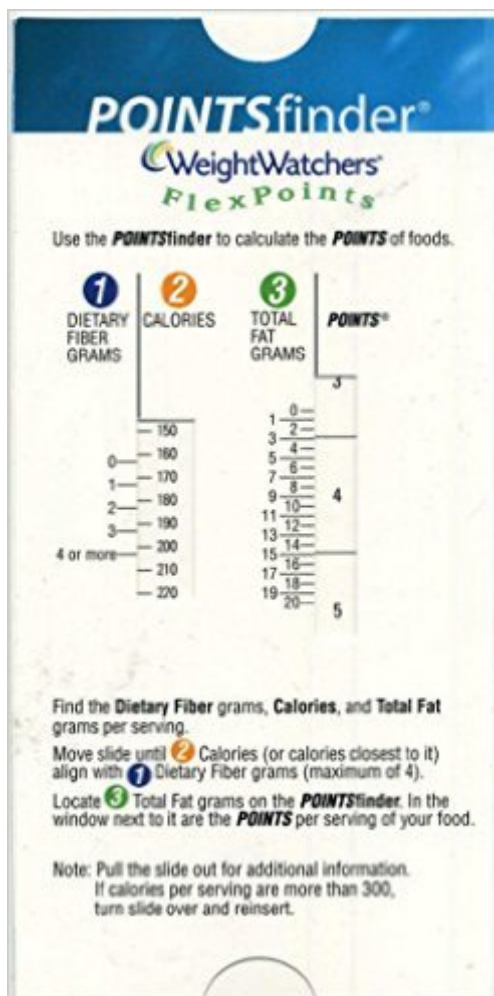 POINTSfinder®
WeightWatchers®
FlexPoints
Use the POINTSfinder to calculate the POINTS of foods.
1 2 3
DIETARY FIBER GRAMS
CALORIES
TOTAL FAT GRAMS
POINTS®
0
1
2
3
4 or more
150
160
170
180
190
200
210
220
0
1
2
3
4
5
6
7
8
9
10
11
12
13
14
15
16
17
18
19
20
3
4
5
Find the Dietary Fiber grams, Calories, and Total Fat
grams per serving.
Move slide until 2 Calories (or calories closest to it)
align with 1 Dietary Fiber grams (maximum of 4).
Locate 3 Total Fat grams on the POINTSfinder. In the
window next to it are the POINTS per serving of your food.
Note: Pull the slide out for additional information.
If calories per serving are more than 300,
turn slide over and reinsert.